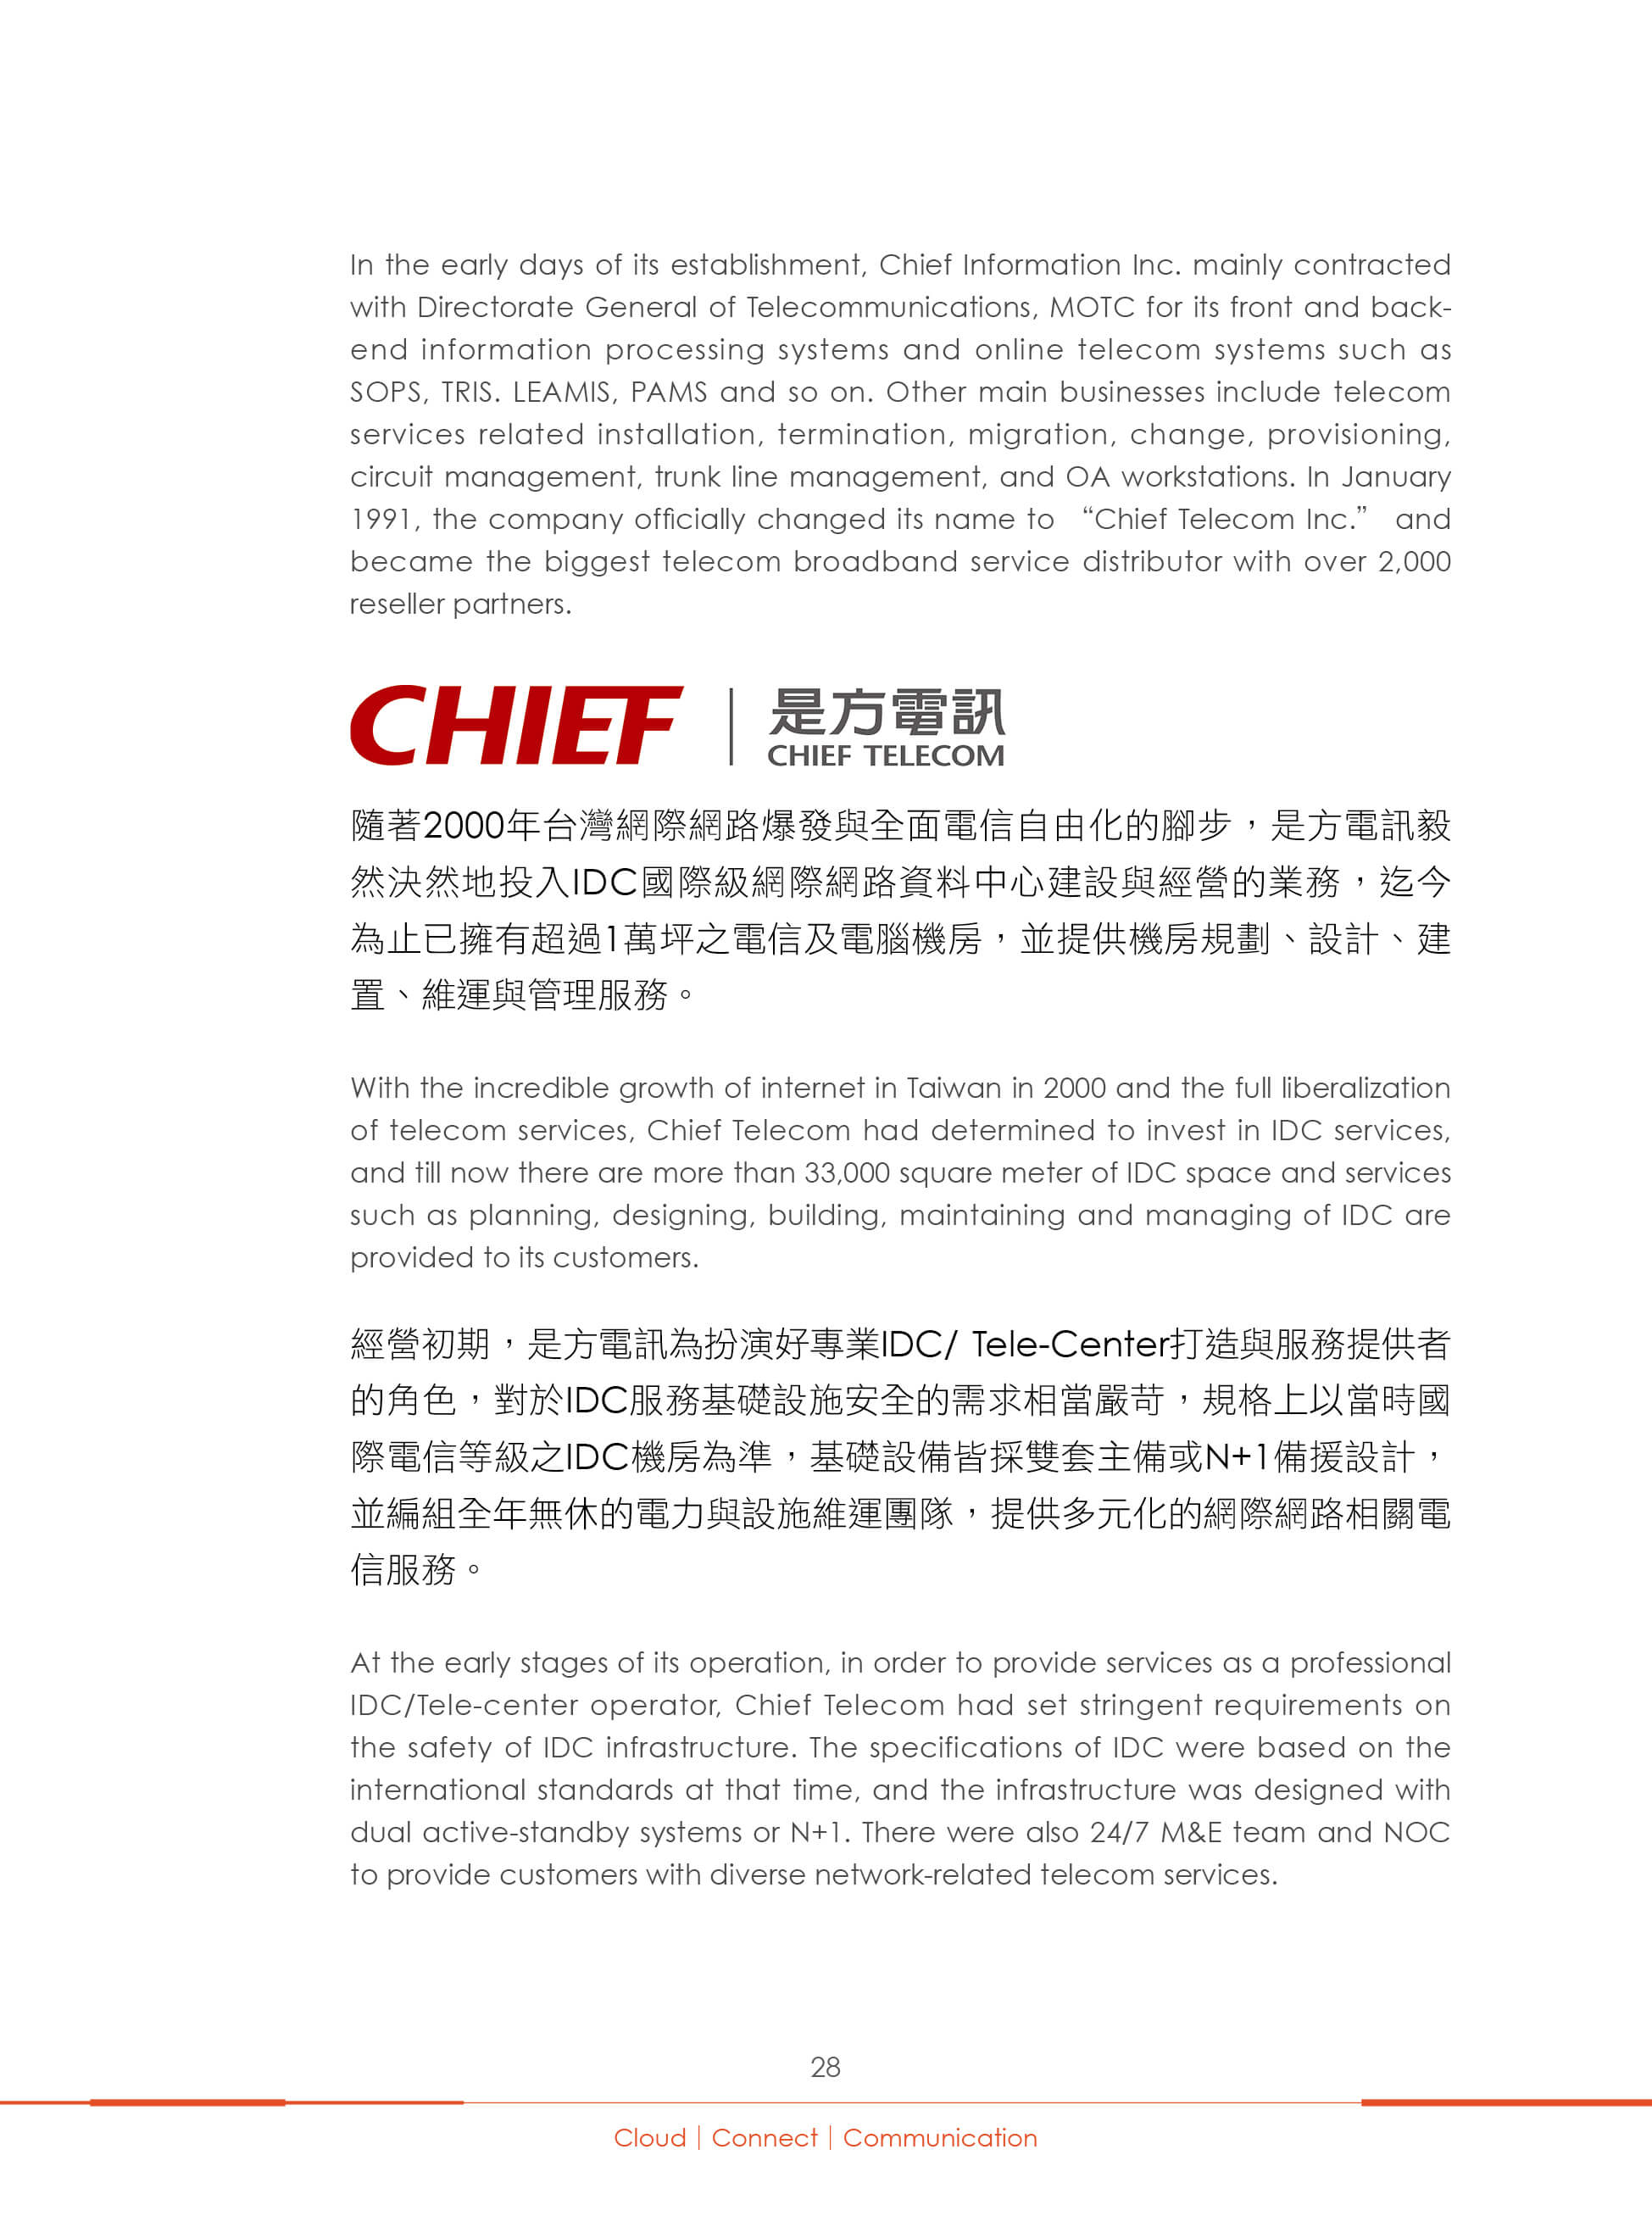 In the early days of its establishment, Chief Information Inc. mainly contracted
with Directorate General of Telecommunications, MOTC for its front and back-
end information processing systems and online telecom systems such as
SOPS, TRIS. LEAMIS, PAMS and so on. Other main businesses include telecom
services related installation, termination, migration, change, provisioning,
circuit management, trunk line management, and OA workstations. In January
1991, the company officially changed its name to “Chief Telecom Inc.” and
became the biggest telecom broadband service distributor with over 2,000
reseller partners.
CHIEF
是方電訊
CHIEF TELECOM
隨著2000年台灣網際網路爆發與全面電信自由化的腳步，是方電訊毅
然決然地投入IDC國際級網際網路資料中心建設與經營的業務，迄今
為止已擁有超過1萬坪之電信及電腦機房，並提供機房規劃、設計、建
置、維運與管理服務。
With the incredible growth of internet in Taiwan in 2000 and the full liberalization
of telecom services, Chief Telecom had determined to invest in IDC services,
and till now there are more than 33,000 square meter of IDC space and services
such as planning, designing, building, maintaining and managing of IDC are
provided to its customers.
經營初期，是方電訊為扮演好專業IDC/ Tele-Center打造與服務提供者
的角色，對於IDC服務基礎設施安全的需求相當嚴苛，規格上以當時國
際電信等級之IDC機房為準，基礎設備皆採雙套主備或N+1備援設計，
並編組全年無休的電力與設施維運團隊，提供多元化的網際網路相關電
信服務。
At the early stages of its operation, in order to provide services as a professional
IDC/Tele-center operator, Chief Telecom had set stringent requirements on
the safety of IDC infrastructure. The specifications of IDC were based on the
international standards at that time, and the infrastructure was designed with
dual active-standby systems or N+1. There were also 24/7 M&E team and NOC
to provide customers with diverse network-related telecom services.
28
Cloud | Connect | Communication